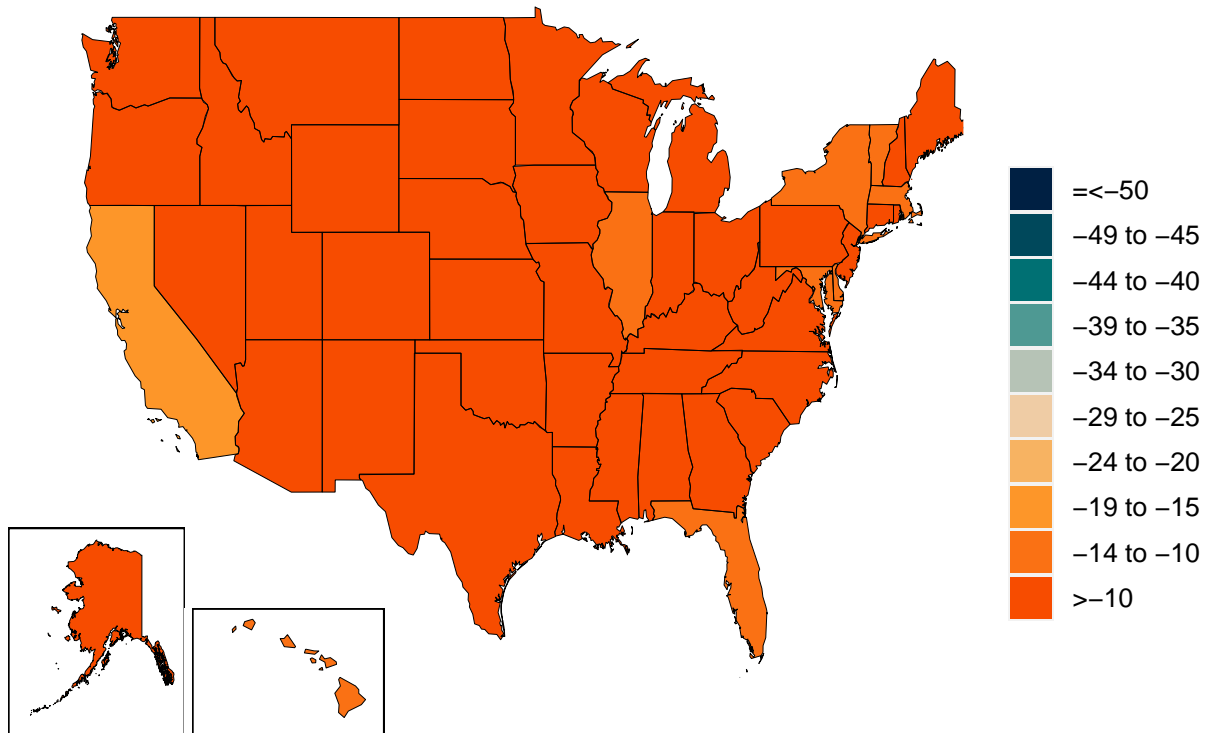 =<−50
−49 to −45
−44 to −40
−39 to −35
−34 to −30
−29 to −25
−24 to −20
−19 to −15
−14 to −10
>−10